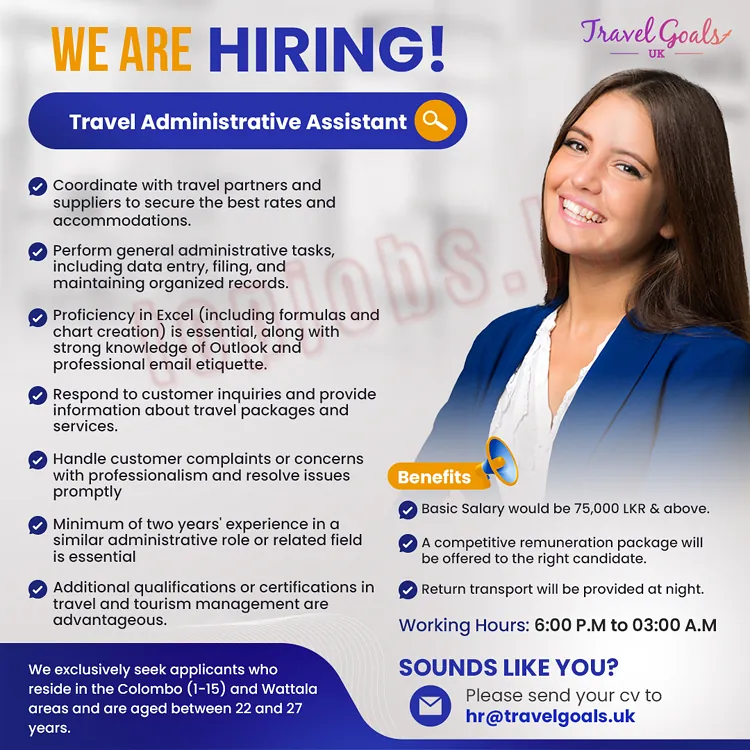 WE ARE HIRING!
Travel Goals
UK
Travel Administrative Assistant
Coordinate with travel partners and
suppliers to secure the best rates and
accommodations.
Perform general administrative tasks,
including data entry, filing, and
maintaining organized records.
Proficiency in Excel (including formulas and
chart creation) is essential, along with
strong knowledge of Outlook and
professional email etiquette.
Respond to customer inquiries and provide
information about travel packages and
services.
Handle customer complaints or concerns
with professionalism and resolve issues
promptly
Minimum of two years' experience in a
similar administrative role or related field
is essential
Additional qualifications or certifications in
travel and tourism management are
advantageous.
We exclusively seek applicants who
reside in the Colombo (1-15) and Wattala
areas and are aged between 22 and 27
years.
Benefits
Basic Salary would be 75,000 LKR & above.
A competitive remuneration package will
be offered to the right candidate.
Return transport will be provided at night.
Working Hours: 6:00 P.M to 03:00 A.M
SOUNDS LIKE YOU?
Please send your cv to
hr@travelgoals.uk